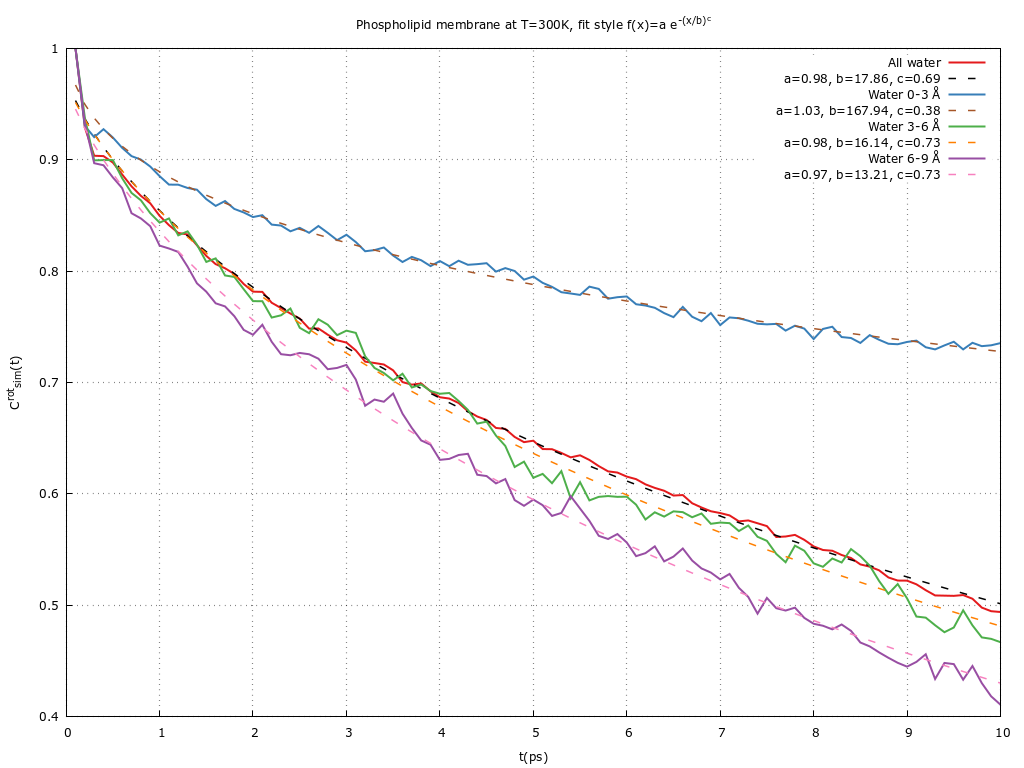 Phospholipid membrane at T=300K, fit style f(x)=a e-(x/b)c
All water
a=0.98, b=17.86, c=0.69
Water 0-3 Å
a=1.03, b=167.94, c=0.38
Water 3-6 Å
a=0.98, b=16.14, c=0.73
Water 6-9 Å
a=0.97, b=13.21, c=0.73
1
0.9
0.8
0.7
0.6
0.5
0.4
Crotsim(t)
0 1 2 3 4 5 6 7 8 9 10
t(ps)